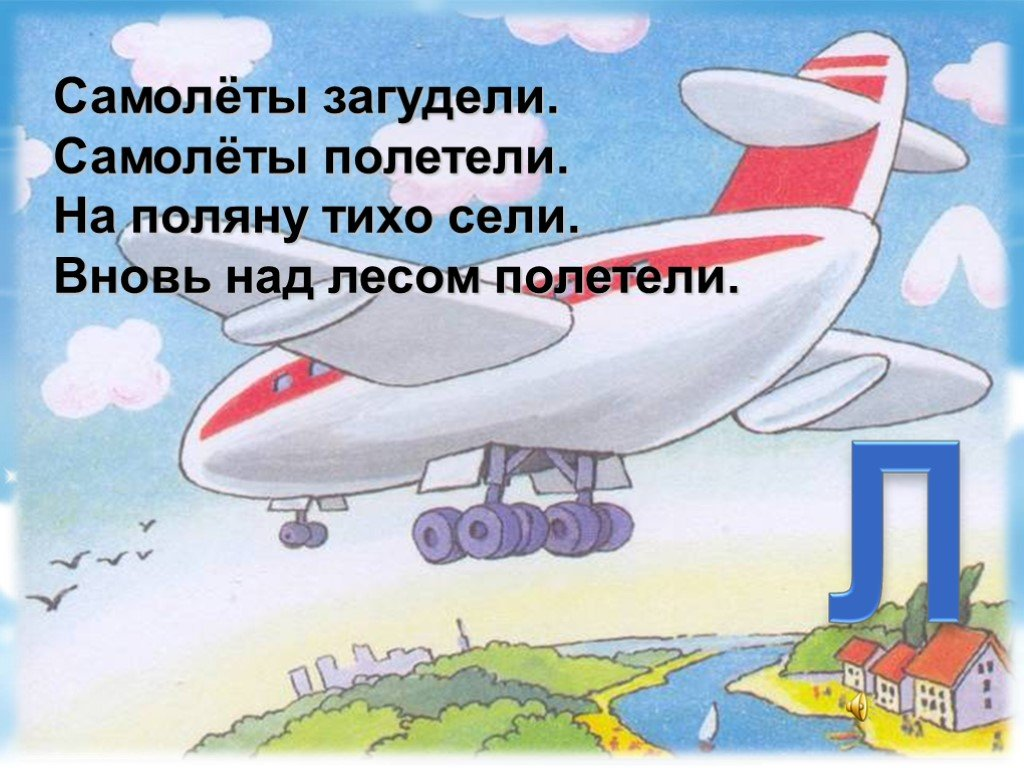 Самолёты загудели.
Самолёты полетели.
На поляну тихо сели.
Вновь над лесом полетели.
Л